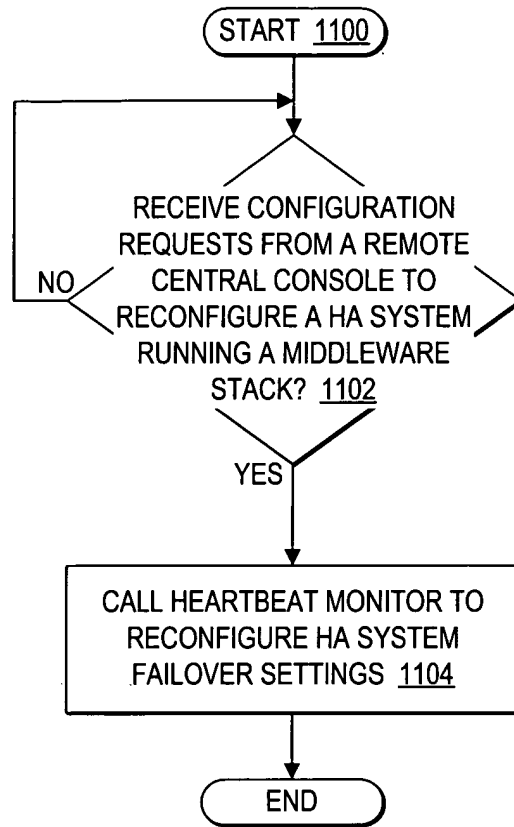 START 1100
RECEIVE CONFIGURATION
REQUESTS FROM A REMOTE
CENTRAL CONSOLE TO
RECONFIGURE A HA SYSTEM
RUNNING A MIDDLEWARE
STACK? 1102
NO
YES
CALL HEARTBEAT MONITOR TO
RECONFIGURE HA SYSTEM
FAILOVER SETTINGS 1104
END